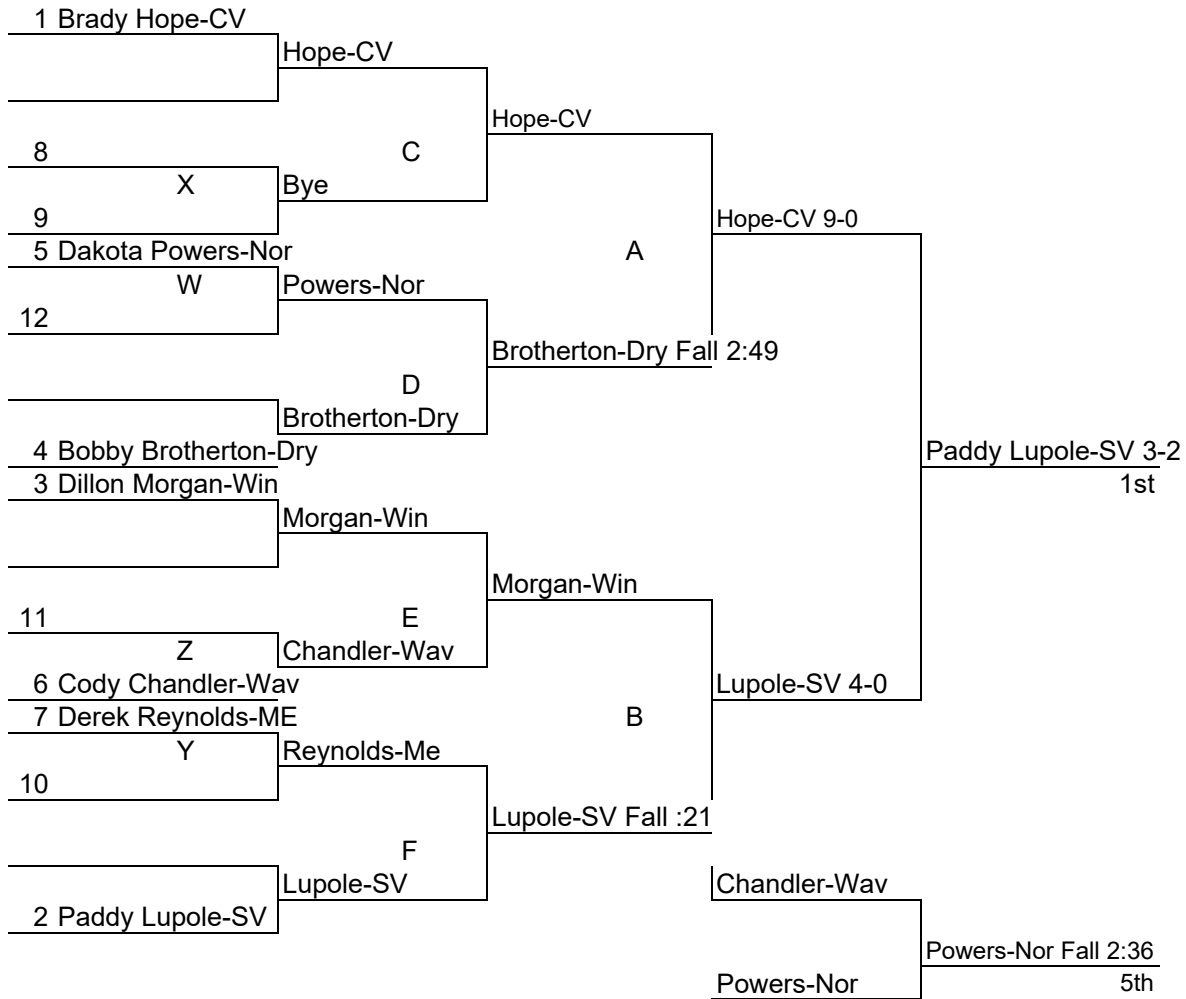 1 Brady Hope-CV
Hope-CV
Hope-CV
8
C
X
Bye
9
Hope-CV 9-0
5 Dakota Powers-Nor
A
W
Powers-Nor
12
Brotherton-Dry Fall 2:49
D
Brotherton-Dry
4 Bobby Brotherton-Dry
Paddy Lupole-SV 3-2
3 Dillon Morgan-Win
1st
Morgan-Win
Morgan-Win
11
E
Z
Chandler-Wav
6 Cody Chandler-Wav
Lupole-SV 4-0
7 Derek Reynolds-ME
B
Y
Reynolds-Me
10
Lupole-SV Fall :21
F
Lupole-SV
Chandler-Wav
2 Paddy Lupole-SV
Powers-Nor Fall 2:36
Powers-Nor
5th